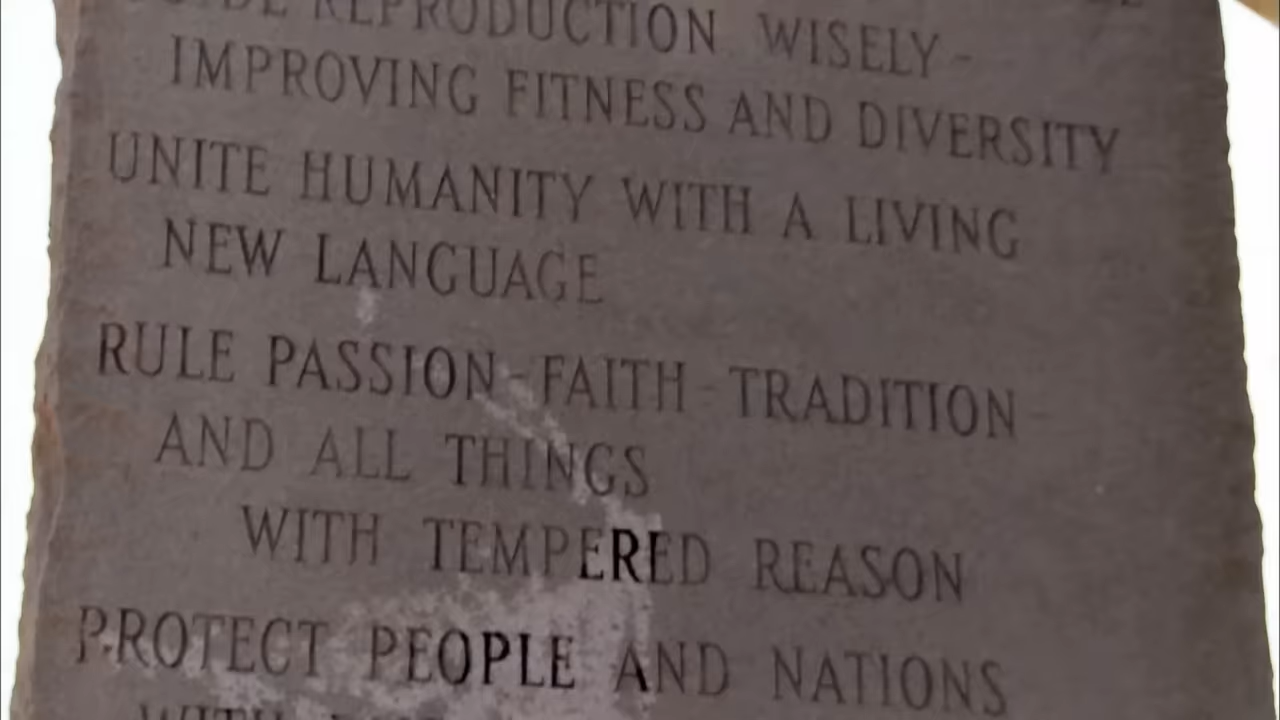 REPRODUCTION WISELY -
IMPROVING FITNESS AND DIVERSITY
UNITE HUMANITY WITH A LIVING
NEW LANGUAGE
RULE PASSION - FAITH - TRADITION -
AND ALL THINGS
WITH TEMPERED REASON
PROTECT PEOPLE AND NATIONS
WITH